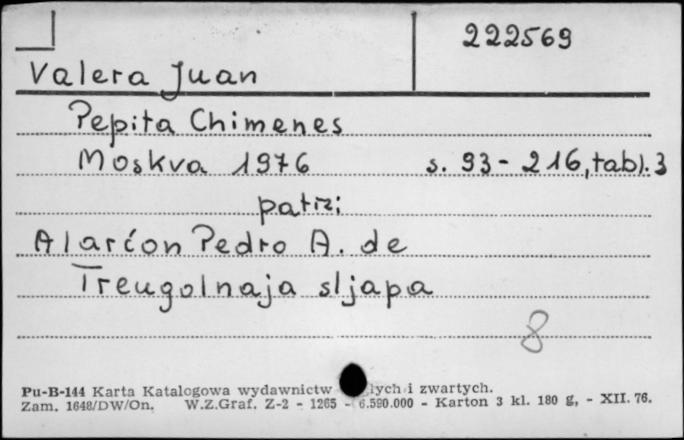 222569
Valera Juan
Pepita Chimenes
Moskva 1976 s. 93-216, tabl. 3
patrz:
Alarćon Pedro A. de
Treugolnaja sljapa
8
Pu-B-144 Karta Katalogowa wydawnictw i zwartych.
Zam. 1648/DW/On. W.Z.Graf. Z-2 - 1265 - 6.590.000 - Karton 3 kl. 180 g, - XII. 76.